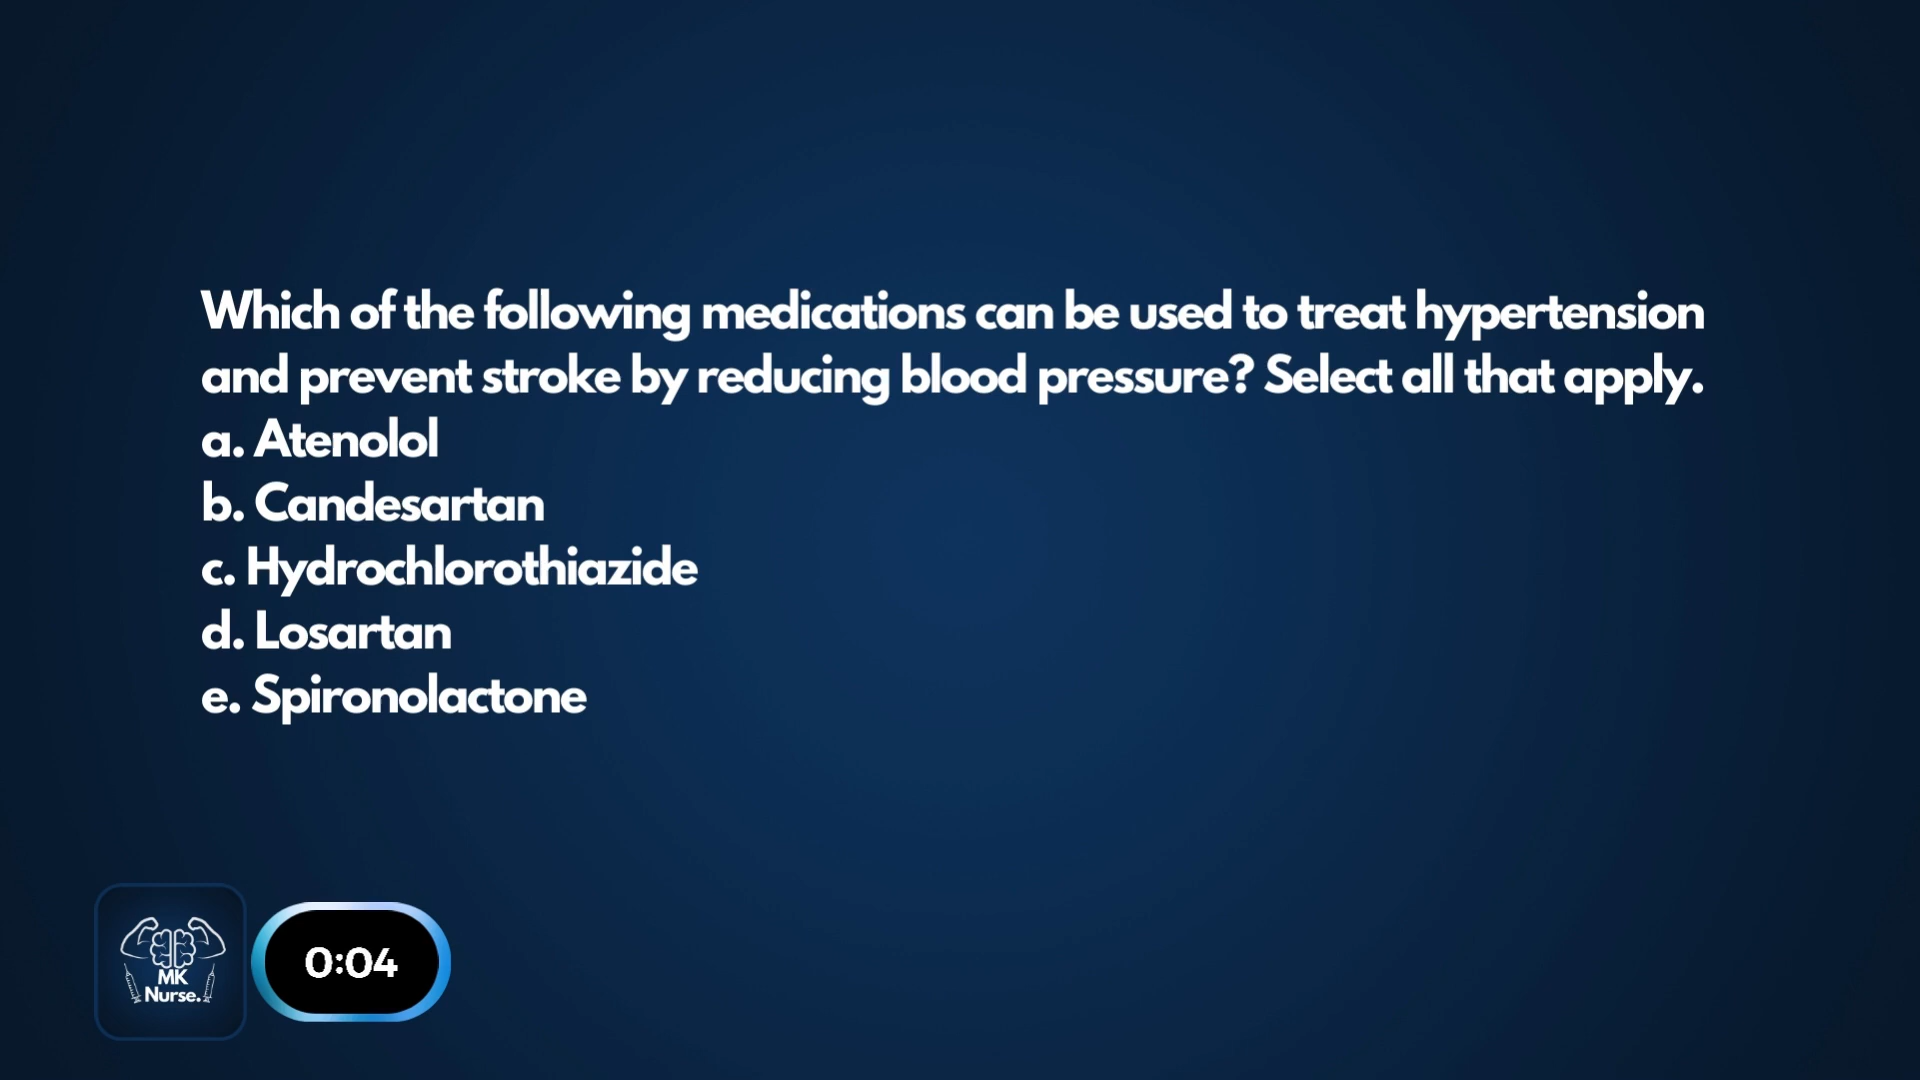 Which of the following medications can be used to treat hypertension
and prevent stroke by reducing blood pressure? Select all that apply.
a. Atenolol
b. Candesartan
c. Hydrochlorothiazide
d. Losartan
e. Spironolactone
MK
Nurse.
0:04